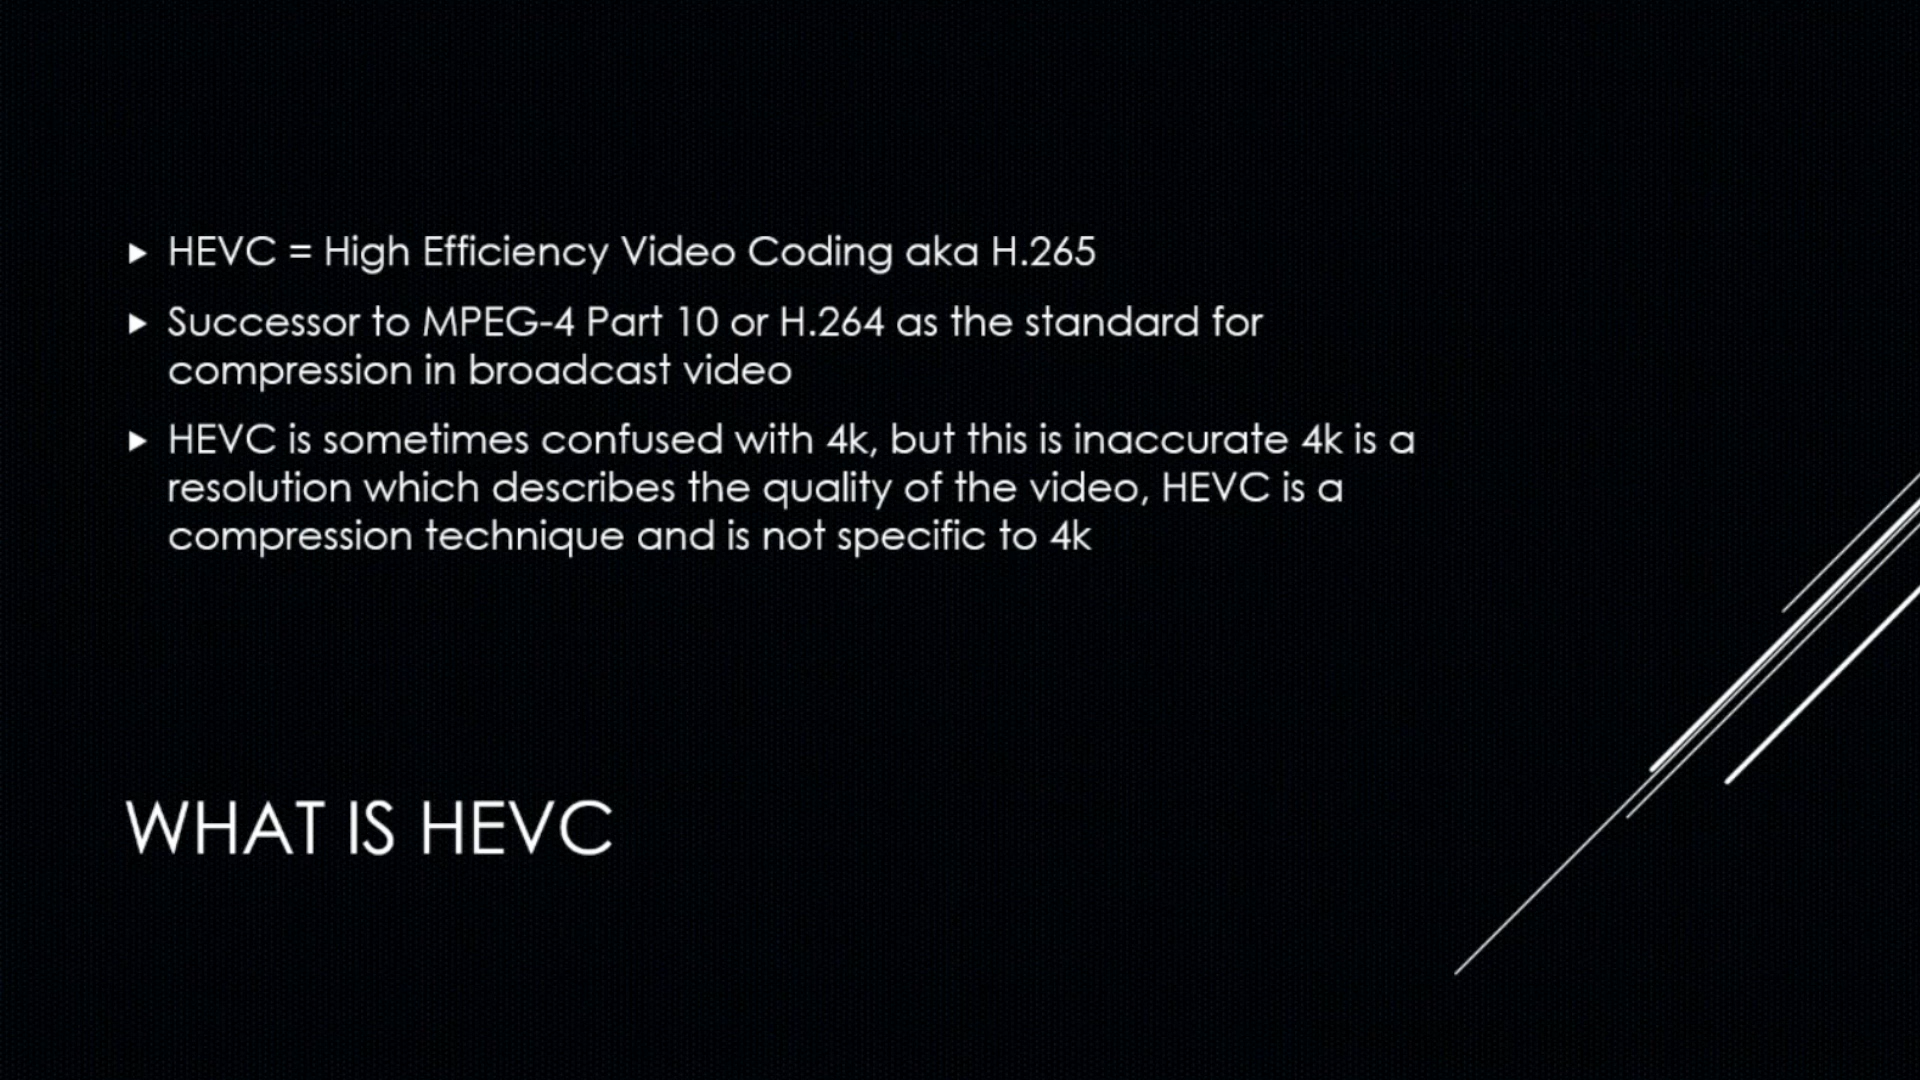 HEVC = High Efficiency Video Coding aka H.265
Successor to MPEG-4 Part 10 or H.264 as the standard for
compression in broadcast video
HEVC is sometimes confused with 4k, but this is inaccurate 4k is a
resolution which describes the quality of the video, HEVC is a
compression technique and is not specific to 4k
WHAT IS HEVC